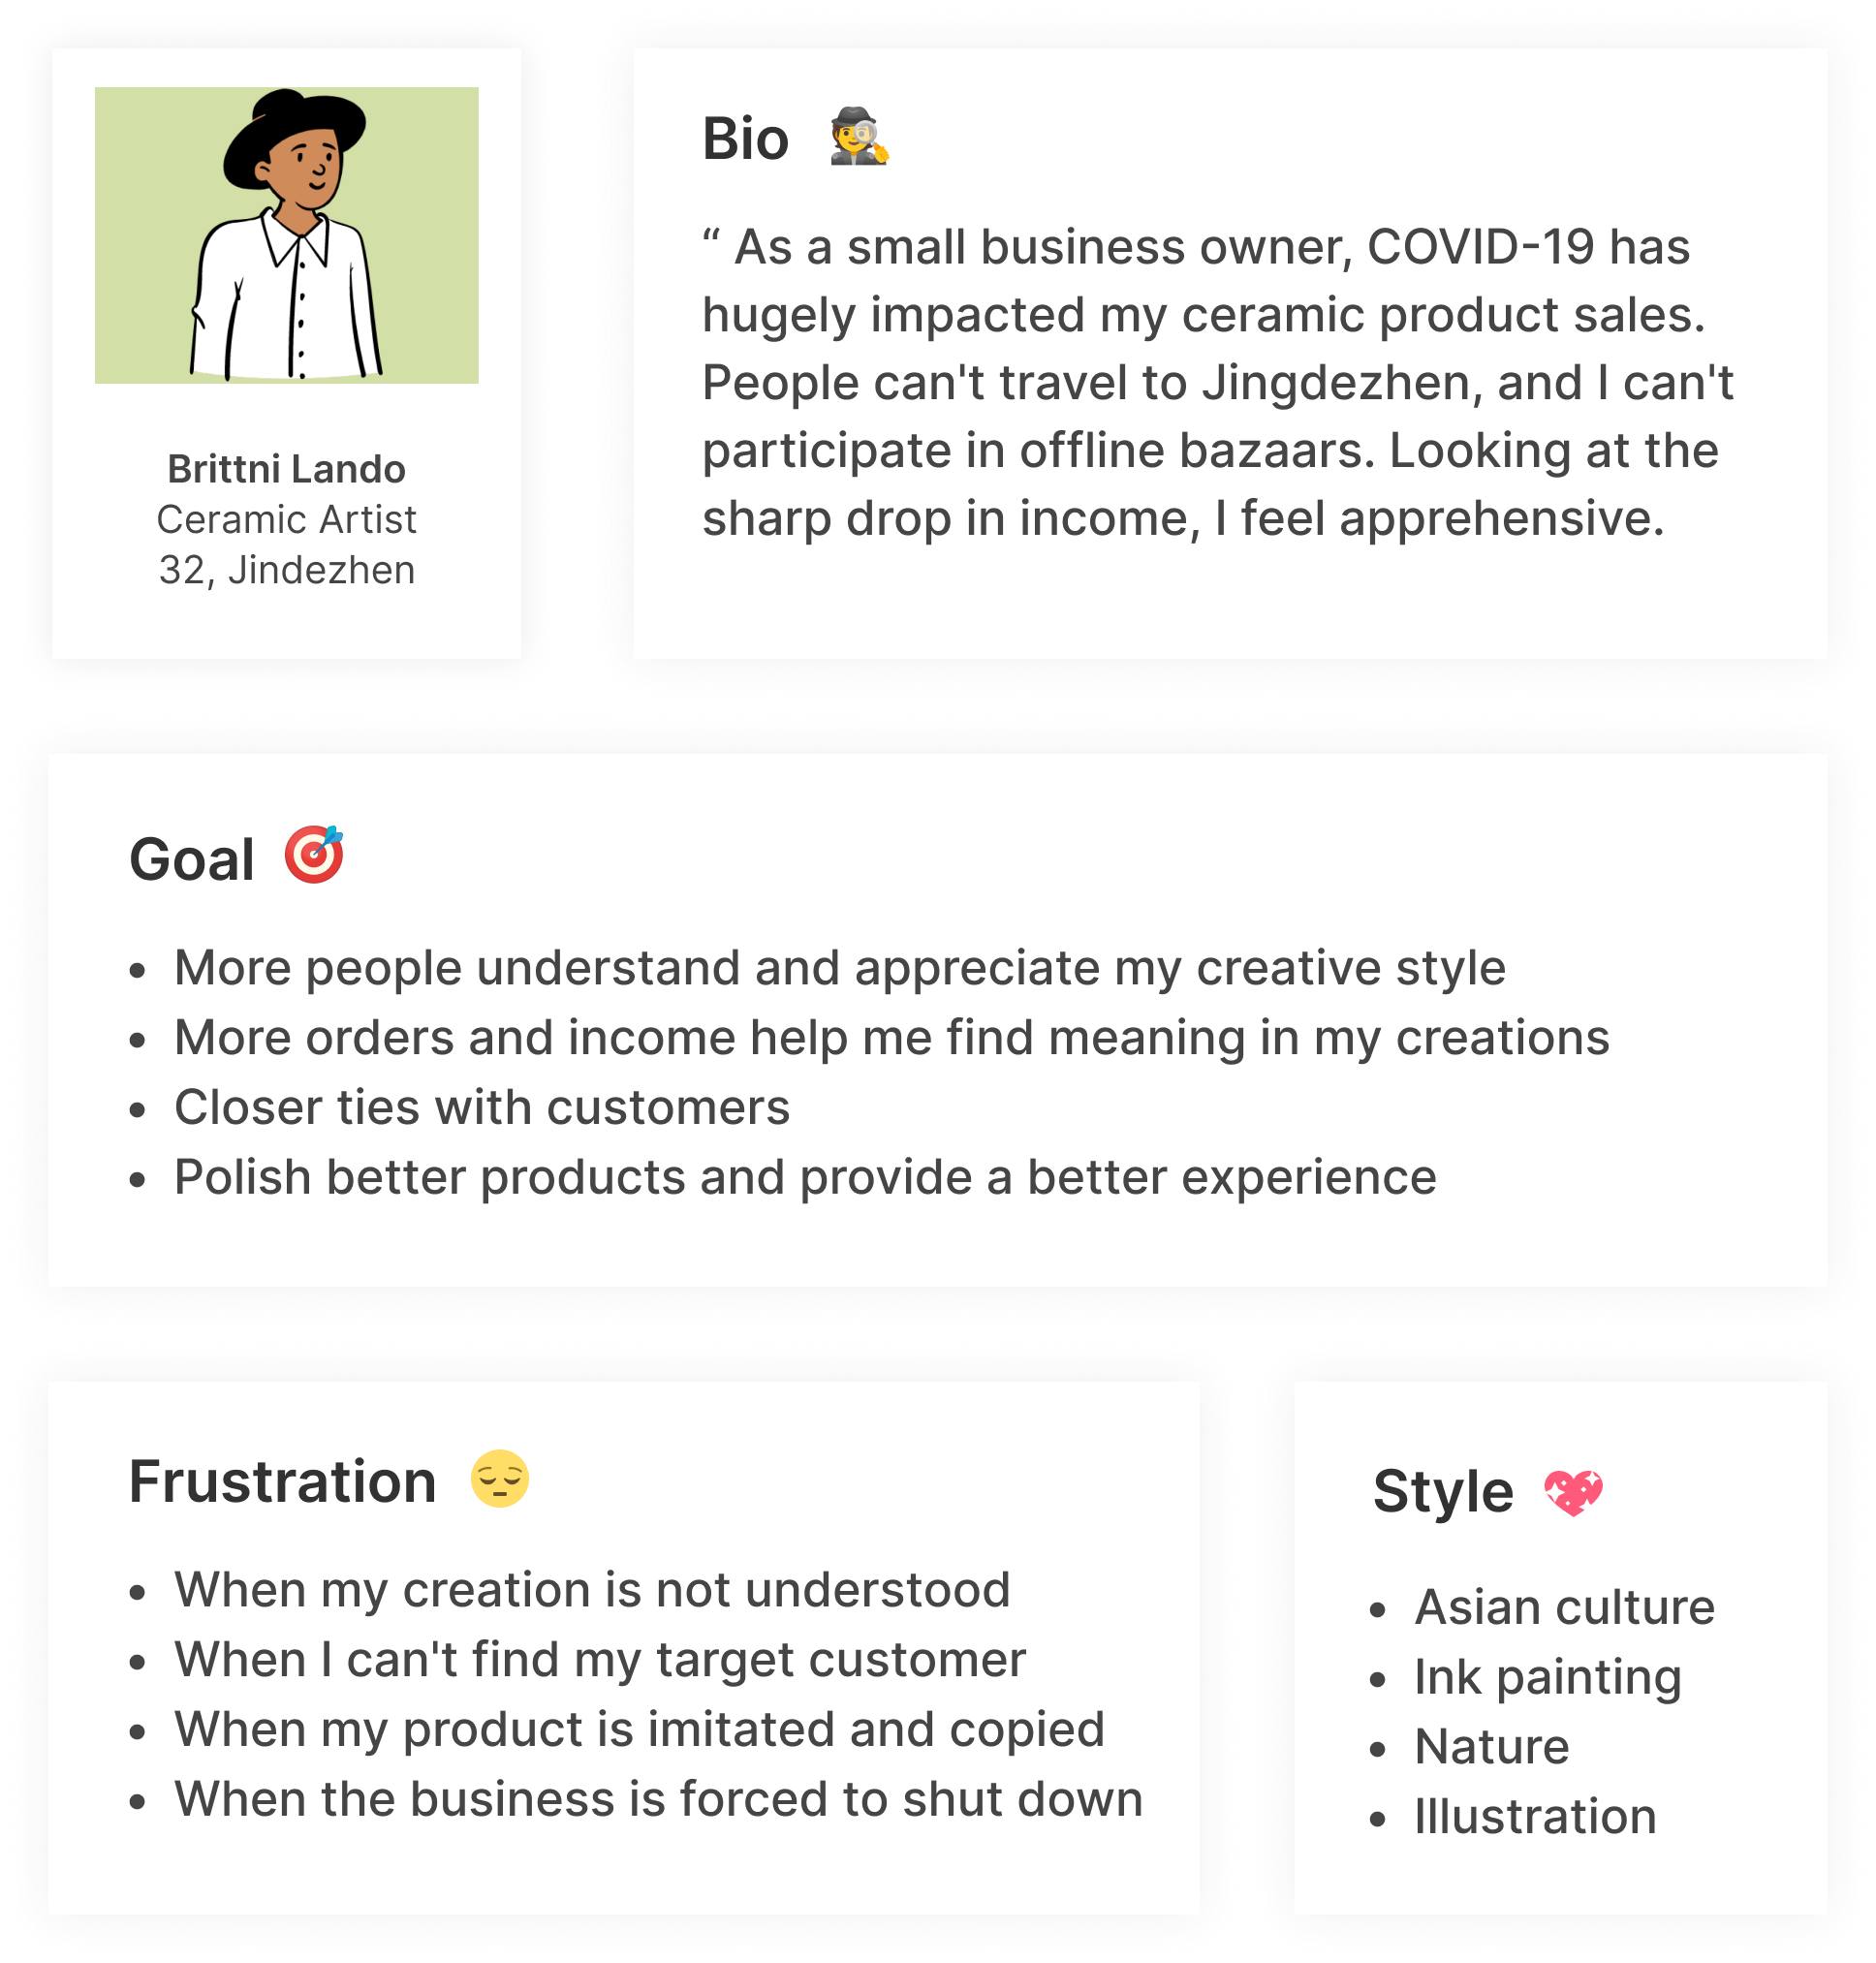 Brittni Lando
Ceramic Artist
32, Jindezhen
Bio
“ As a small business owner, COVID-19 has
hugely impacted my ceramic product sales.
People can't travel to Jingdezhen, and I can't
participate in offline bazaars. Looking at the
sharp drop in income, I feel apprehensive.
Goal
• More people understand and appreciate my creative style
• More orders and income help me find meaning in my creations
• Closer ties with customers
• Polish better products and provide a better experience
Frustration
• When my creation is not understood
• When I can't find my target customer
• When my product is imitated and copied
• When the business is forced to shut down
Style
• Asian culture
• Ink painting
• Nature
• Illustration